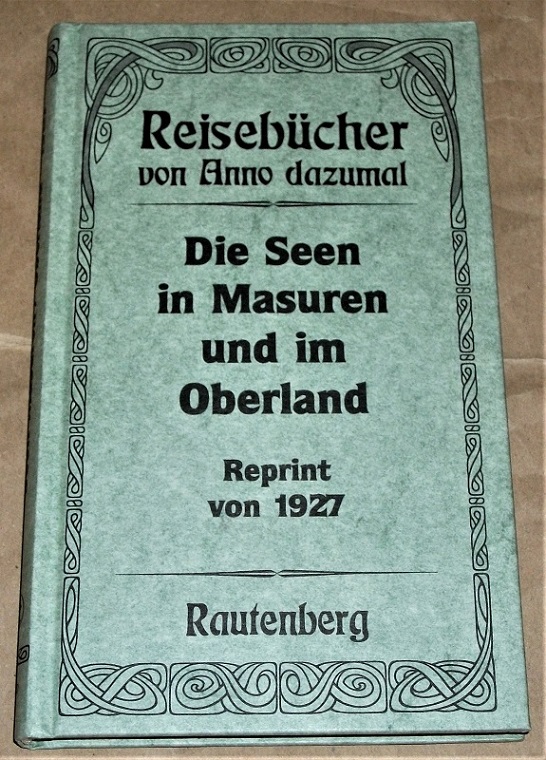 Reisebücher
von Anno dazumal
Die Seen
in Masuren
und im
Oberland
Reprint
von 1927
Rautenberg